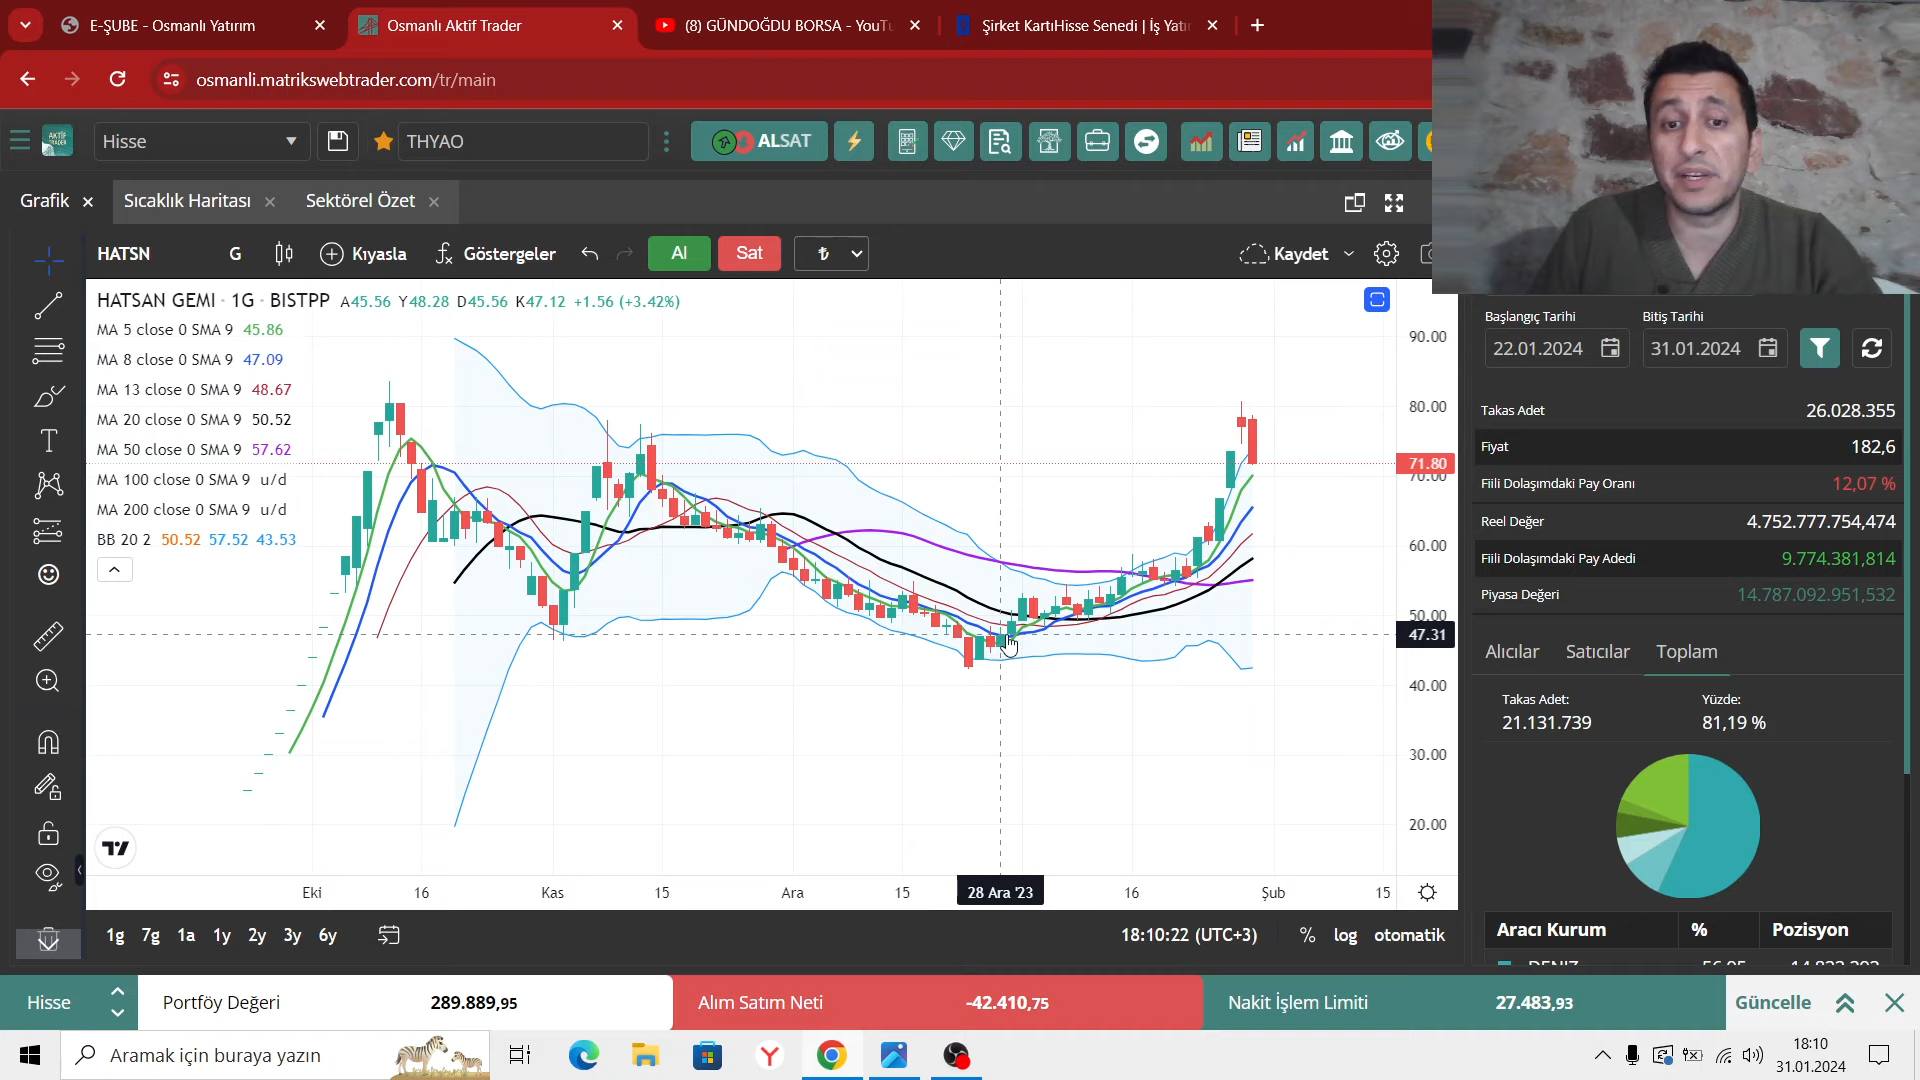 E-ŞUBE - Osmanlı Yatırım
Osmanlı Aktif Trader
(8) GÜNDOĞDU BORSA - YouTu
Şirket KartıHisse Senedi | İş Yatır
osmanli.matrikswebtrader.com/tr/main
AKTİF TRADER
Hisse
THYAO
ALSAT
Grafik
Sıcaklık Haritası
Sektörel Özet
HATSN
G
Kıyasla
Göstergeler
Al
Sat
₺
Kaydet
HATSAN GEMI · 1G · BISTPP A45.56 Y48.28 D45.56 K47.12 +1.56 (+3.42%)
MA 5 close 0 SMA 9 45.86
MA 8 close 0 SMA 9 47.09
MA 13 close 0 SMA 9 48.67
MA 20 close 0 SMA 9 50.52
MA 50 close 0 SMA 9 57.62
MA 100 close 0 SMA 9 u/d
MA 200 close 0 SMA 9 u/d
BB 20 2 50.52 57.52 43.53
90.00
80.00
71.80
70.00
60.00
50.00
47.31
40.00
30.00
20.00
Eki
16
Kas
15
Ara
15
28 Ara '23
16
Şub
15
1g 7g 1a 1y 2y 3y 6y
18:10:22 (UTC+3)
% log otomatik
Başlangıç Tarihi
Bitiş Tarihi
22.01.2024
31.01.2024
Takas Adet 26.028.355
Fiyat 182,6
Fiili Dolaşımdaki Pay Oranı 12,07 %
Reel Değer 4.752.777.754,474
Fiili Dolaşımdaki Pay Adedi 9.774.381,814
Piyasa Değeri 14.787.092.951,532
Alıcılar Satıcılar Toplam
Takas Adet: Yüzde:
21.131.739 81,19 %
Aracı Kurum % Pozisyon
Hisse
Portföy Değeri 289.889,95
Alım Satım Neti -42.410,75
Nakit İşlem Limiti 27.483,93
Güncelle
Aramak için buraya yazın
18:10
31.01.2024